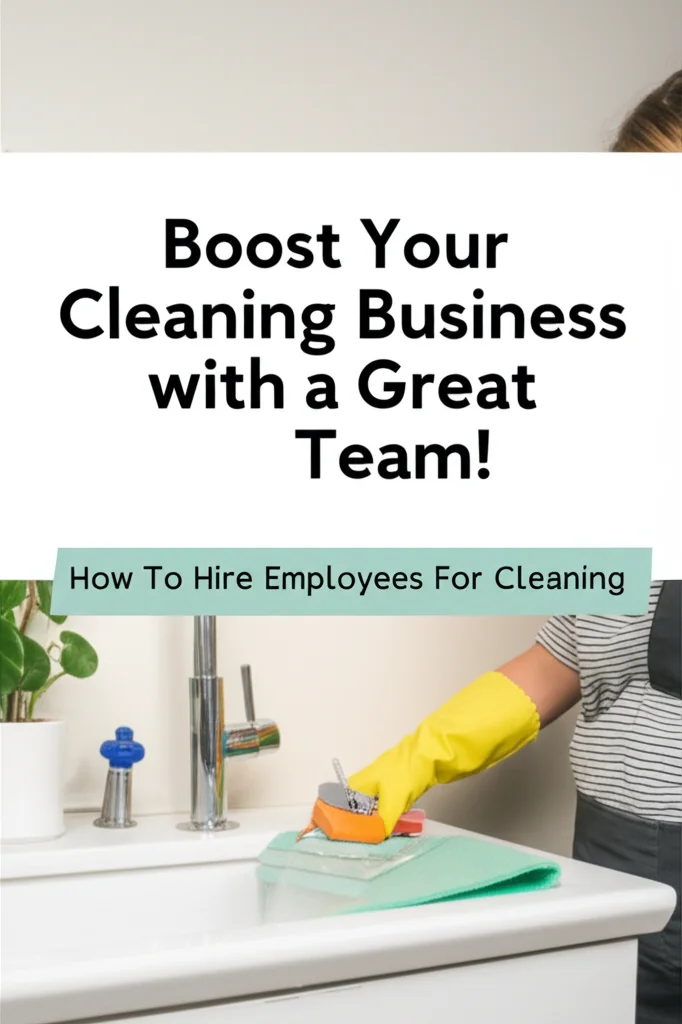 Boost Your
Cleaning Business
with a Great
Team!
How To Hire Employees For Cleaning